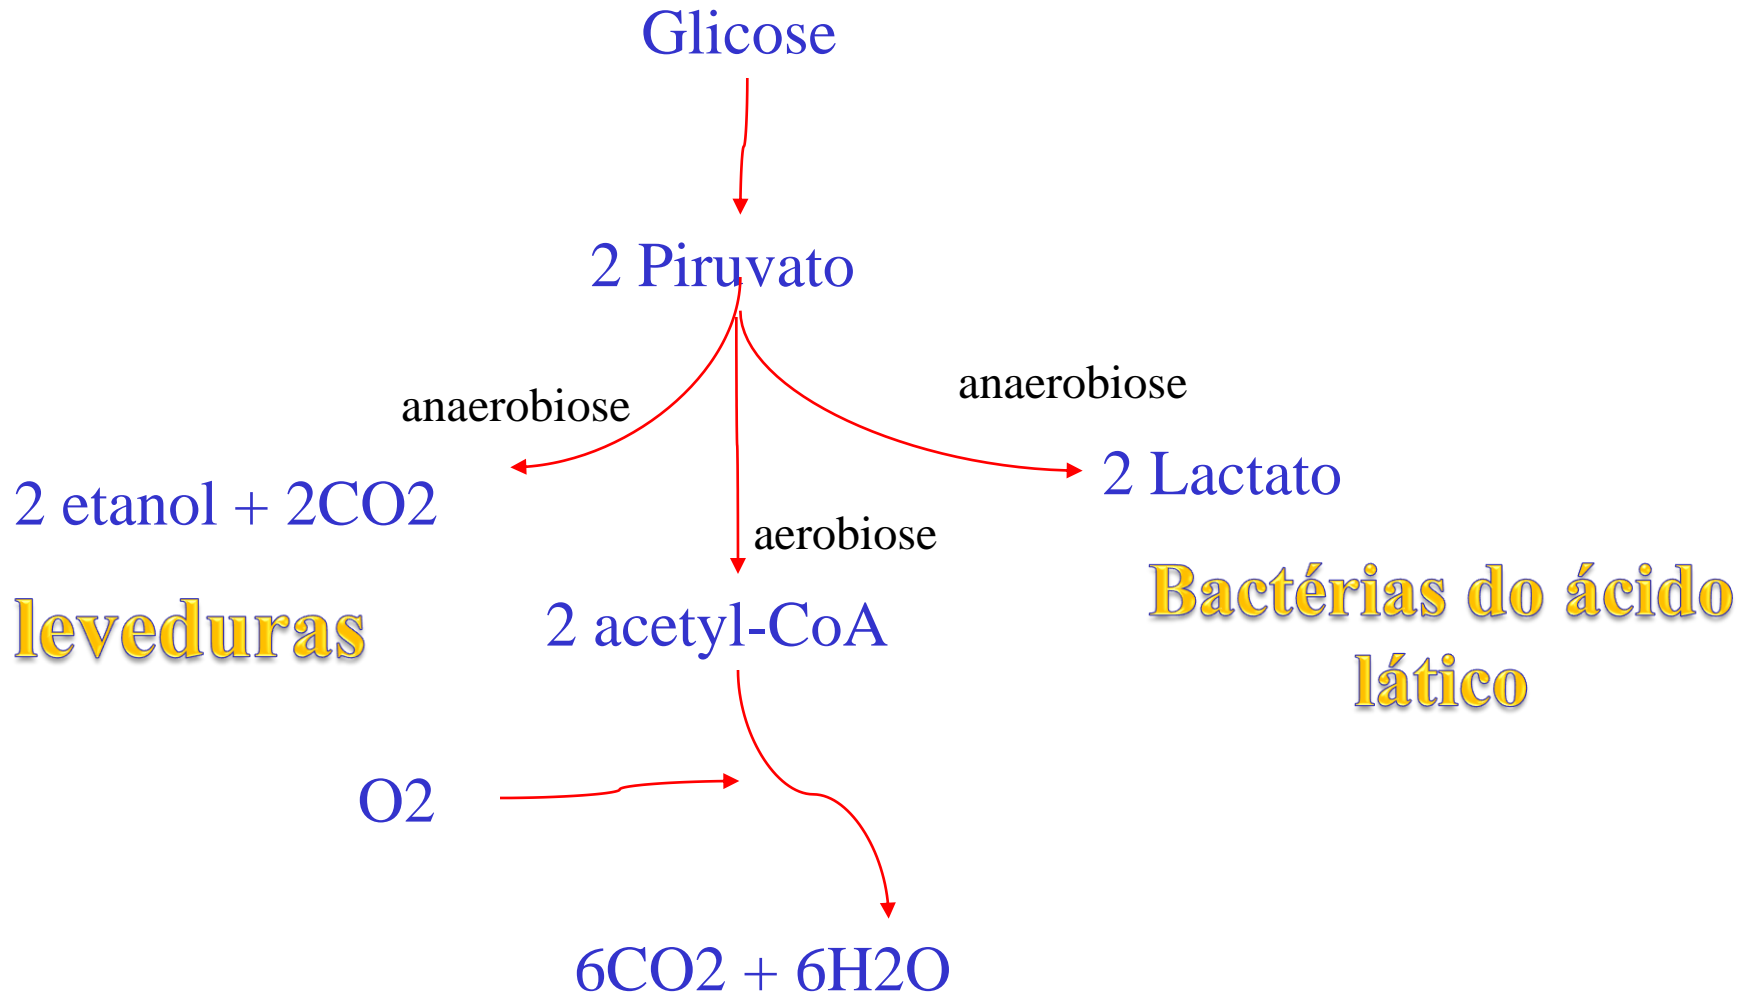 Glicose
2 Piruvato
anaerobiose
anaerobiose
2 etanol + 2CO2
2 Lactato
aerobiose
leveduras
2 acetyl-CoA
Bactérias do ácido
lático
O2
6CO2 + 6H2O